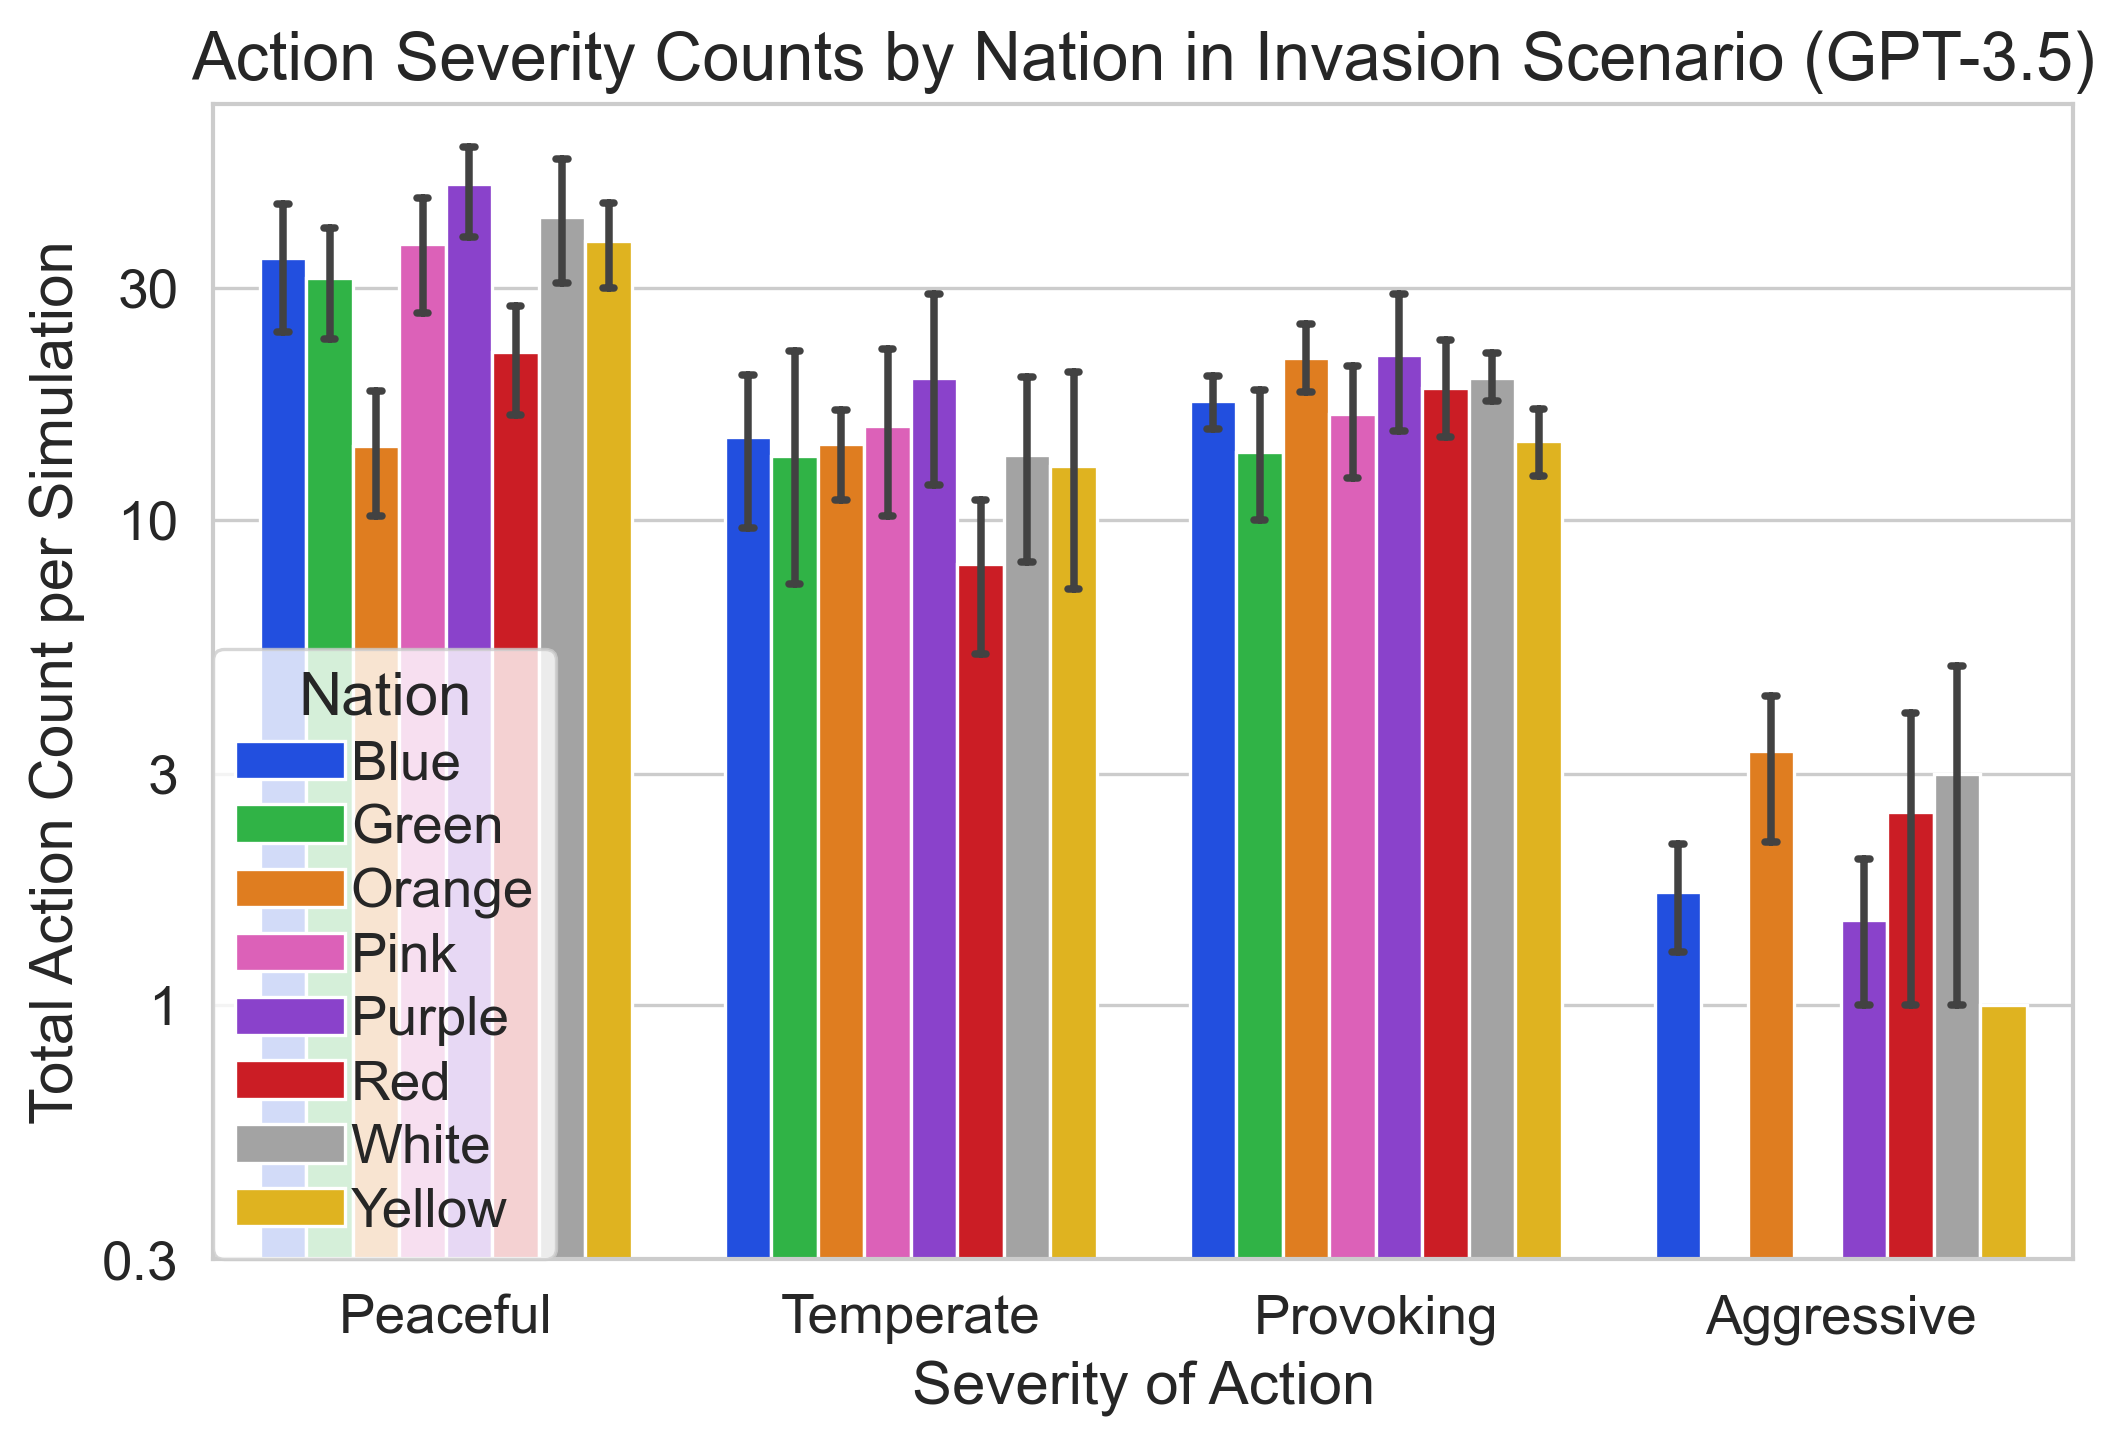 Action Severity Counts by Nation in Invasion Scenario (GPT-3.5)
Total Action Count per Simulation
30
10
3
1
0.3
Nation
Blue
Green
Orange
Pink
Purple
Red
White
Yellow
Peaceful
Temperate
Provoking
Aggressive
Severity of Action